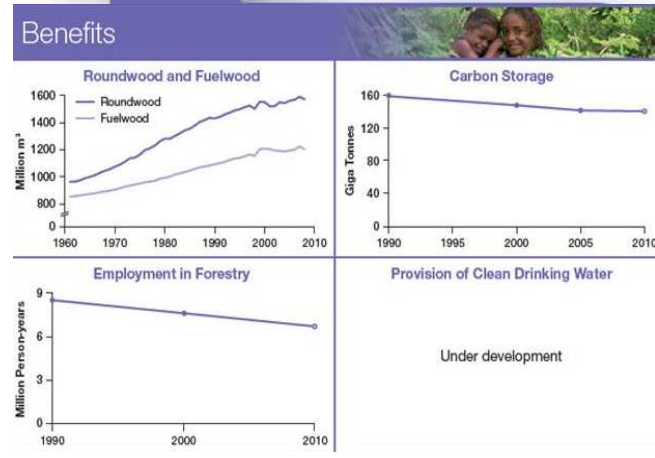 Benefits
Roundwood and Fuelwood
Million m³
1600
1400
1200
1000
800
0
Roundwood
Fuelwood
1960 1970 1980 1990 2000 2010
Carbon Storage
Giga Tonnes
160
120
80
40
0
1990 1995 2000 2005 2010
Employment in Forestry
Million Person-years
9
6
3
0
1990 2000 2010
Provision of Clean Drinking Water
Under development